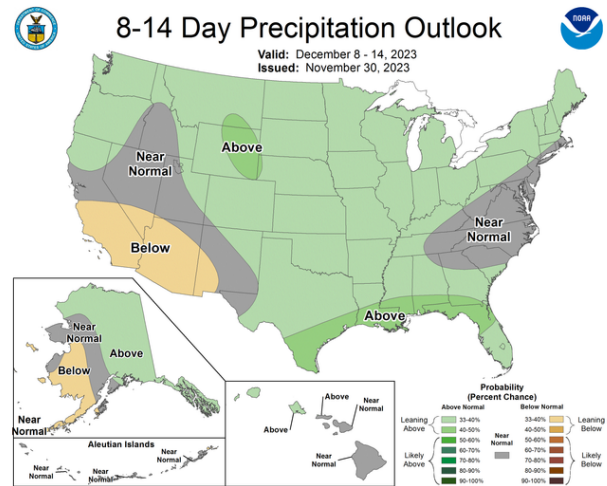 8-14 Day Precipitation Outlook
Valid: December 8 - 14, 2023
Issued: November 30, 2023
NOAA
Near
Normal
Above
Below
Near
Normal
Above
Near
Normal
Above
Below
Near
Normal
Aleutian Islands
Near
Normal
Near
Normal
Near
Normal
Above
Above
Near
Normal
Near
Normal
Probability
(Percent Chance)
Above Normal
Below Normal
Leaning
Above
33-40%
40-50%
Likely
Above
50-60%
60-70%
70-80%
80-90%
90-100%
Near
Normal
33-40%
40-50%
Leaning
Below
50-60%
60-70%
70-80%
80-90%
90-100%
Likely
Below